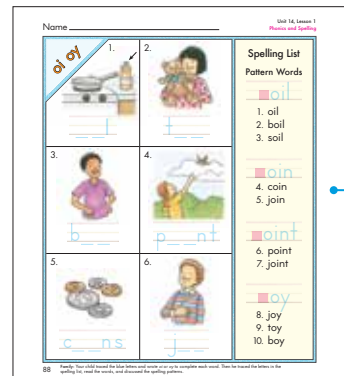 Name
Unit 14, Lesson 1
Phonics and Spelling
oi oy
1.
_ _ l
2.
t _ _
3.
b _ _
4.
p _ _ nt
5.
c _ _ ns
6.
j _ _
Spelling List
Pattern Words
oil
1. oil
2. boil
3. soil
oin
4. coin
5. join
oint
6. point
7. joint
oy
8. joy
9. toy
10. boy
88
Family: Your child traced the blue letters and wrote oi or oy to complete each word. Then he traced the letters in the
spelling list, read the words, and discussed the spelling patterns.